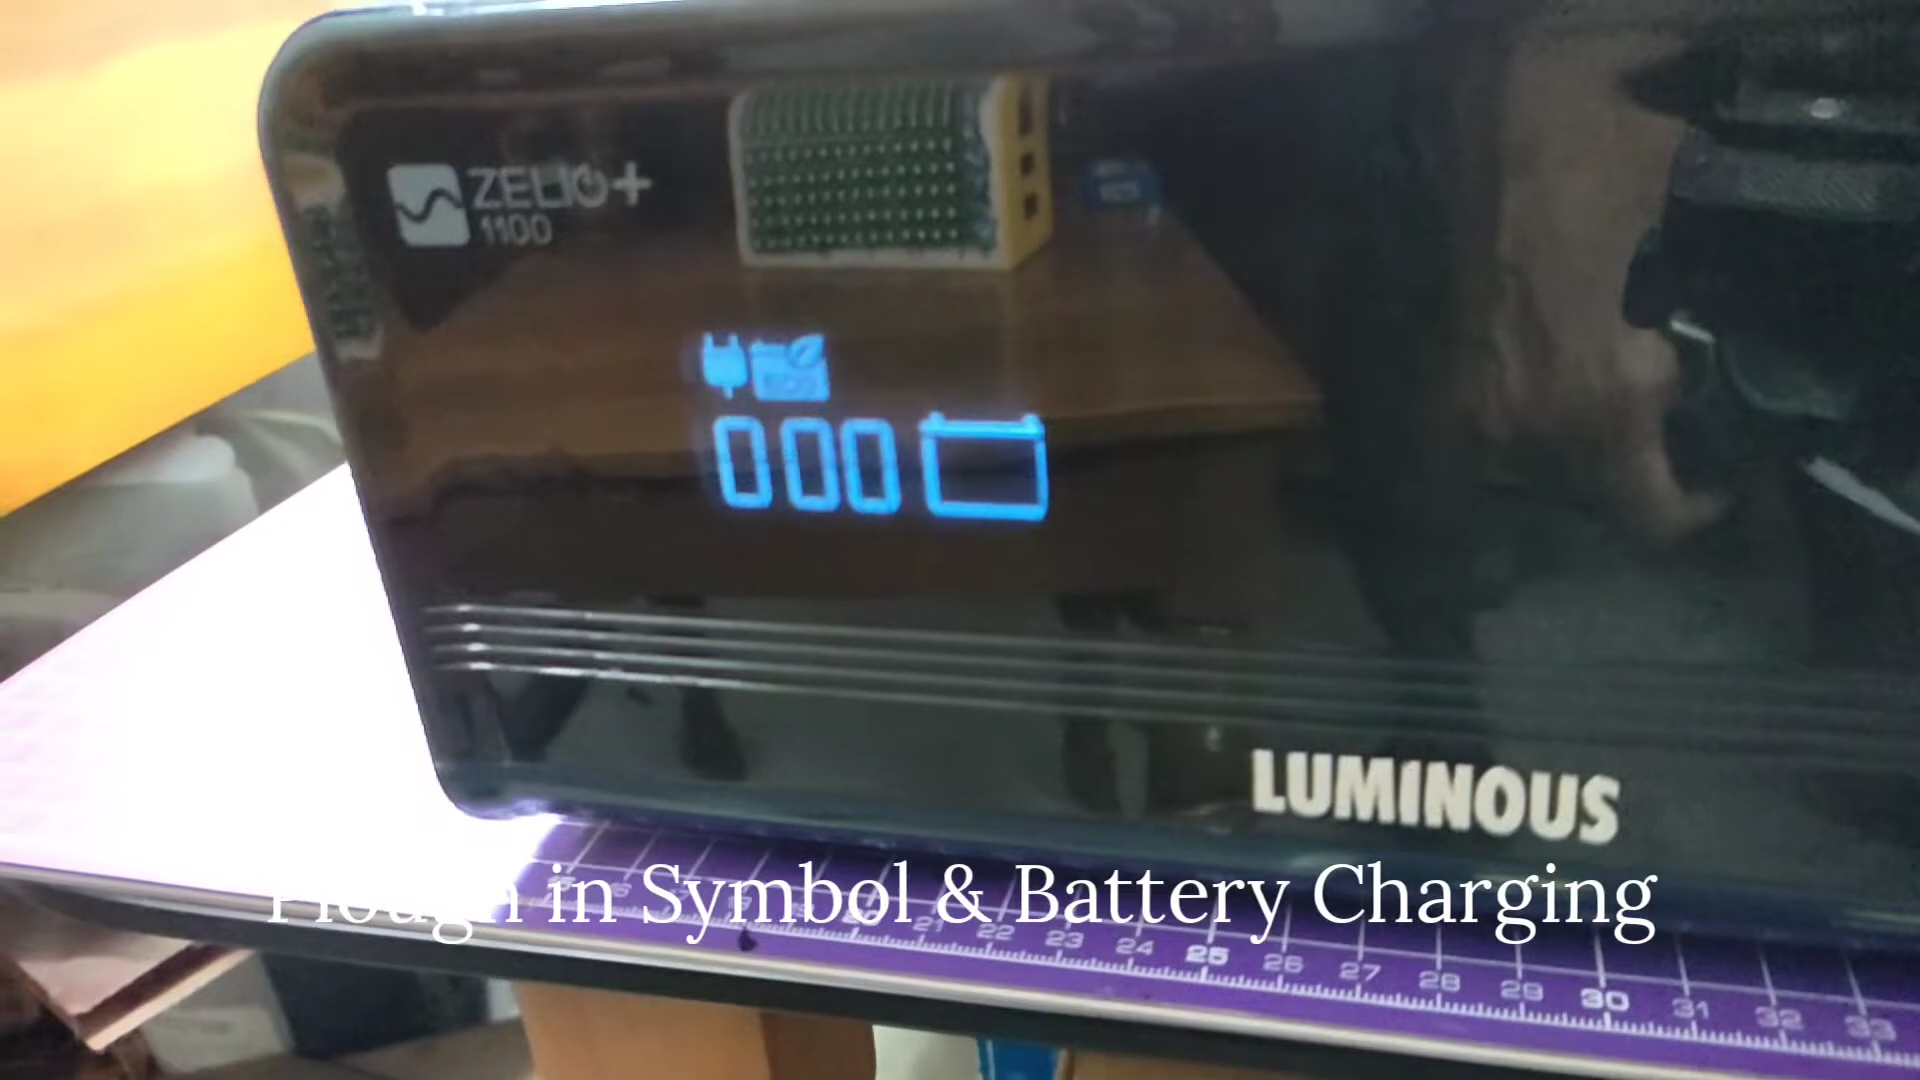 ZELIO+
1100
000
LUMINOUS
Plough in Symbol & Battery Charging
21 22 23 24 25 26 27 28 29 30 31 32 33